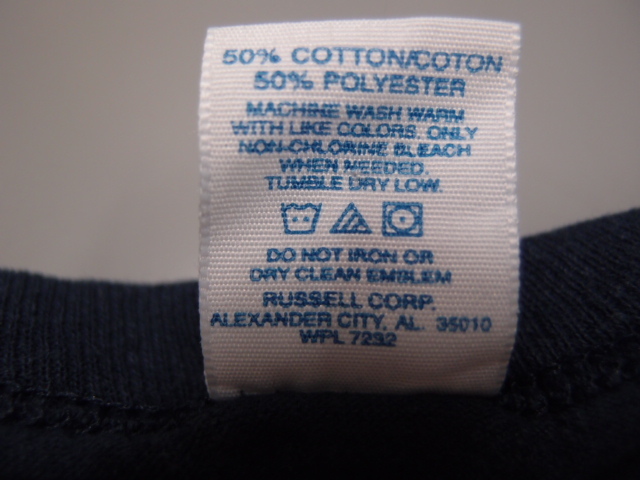 50% COTTON/COTON
50% POLYESTER
MACHINE WASH WARM
WITH LIKE COLORS. ONLY
NON-CHLORINE BLEACH
WHEN NEEDED.
TUMBLE DRY LOW.
DO NOT IRON OR
DRY CLEAN EMBLEM
RUSSELL CORP.
ALEXANDER CITY, AL. 35010
WPL 7292